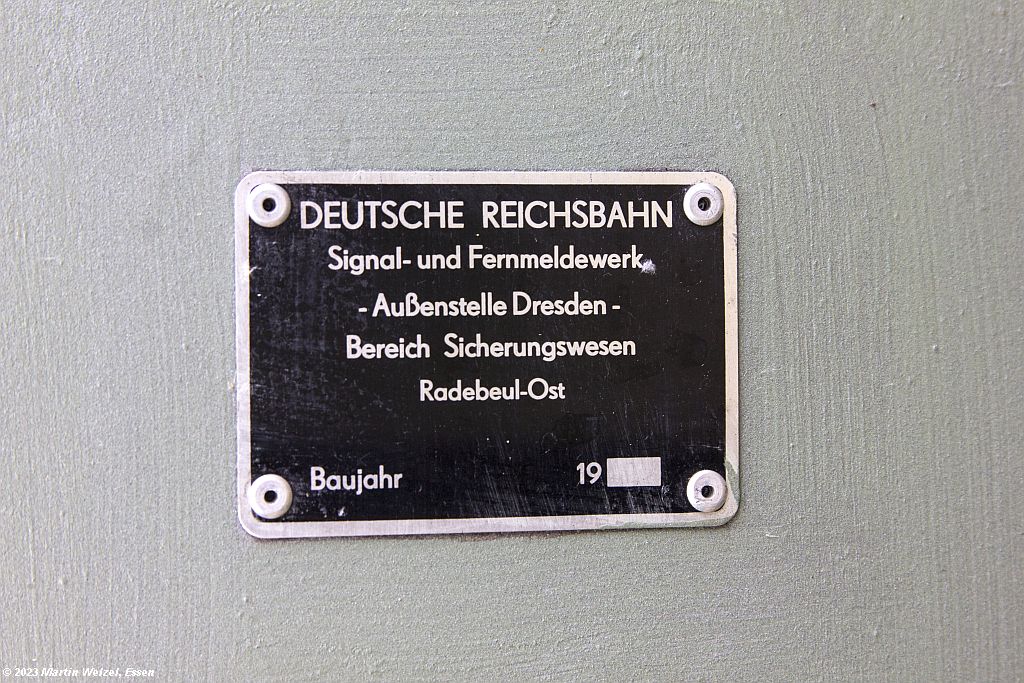 DEUTSCHE REICHSBAHN
Signal- und Fernmeldewerk
- Außenstelle Dresden -
Bereich Sicherungswesen
Radebeul-Ost
Baujahr 19
© 2023 Martin Welzel, Essen